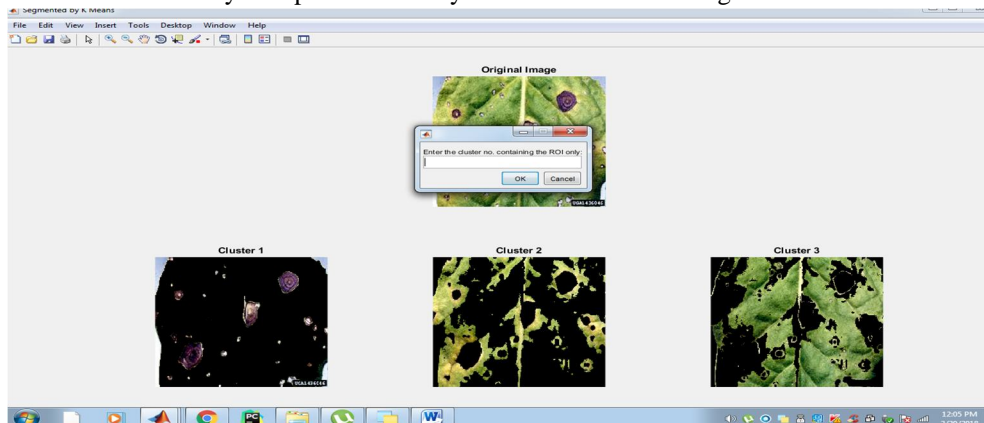 Segmented by K Means
File Edit View Insert Tools Desktop Window Help
Original Image
Enter the cluster no. containing the ROI only:
OK Cancel
Cluster 1 Cluster 2 Cluster 3
PC W
12:05 PM